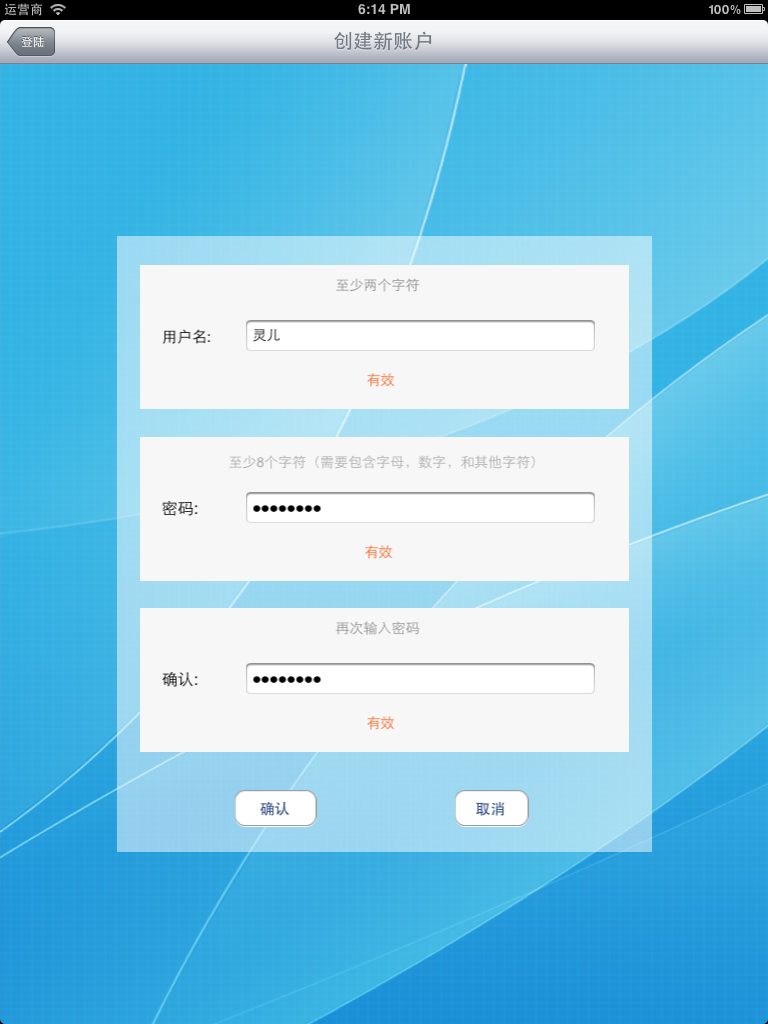 运营商 6:14 PM 100%
登陆 创建新账户
至少两个字符
用户名: 灵儿
有效
至少8个字符（需要包含字母，数字，和其他字符）
密码: ●●●●●●●●
有效
再次输入密码
确认: ●●●●●●●●
有效
确认 取消